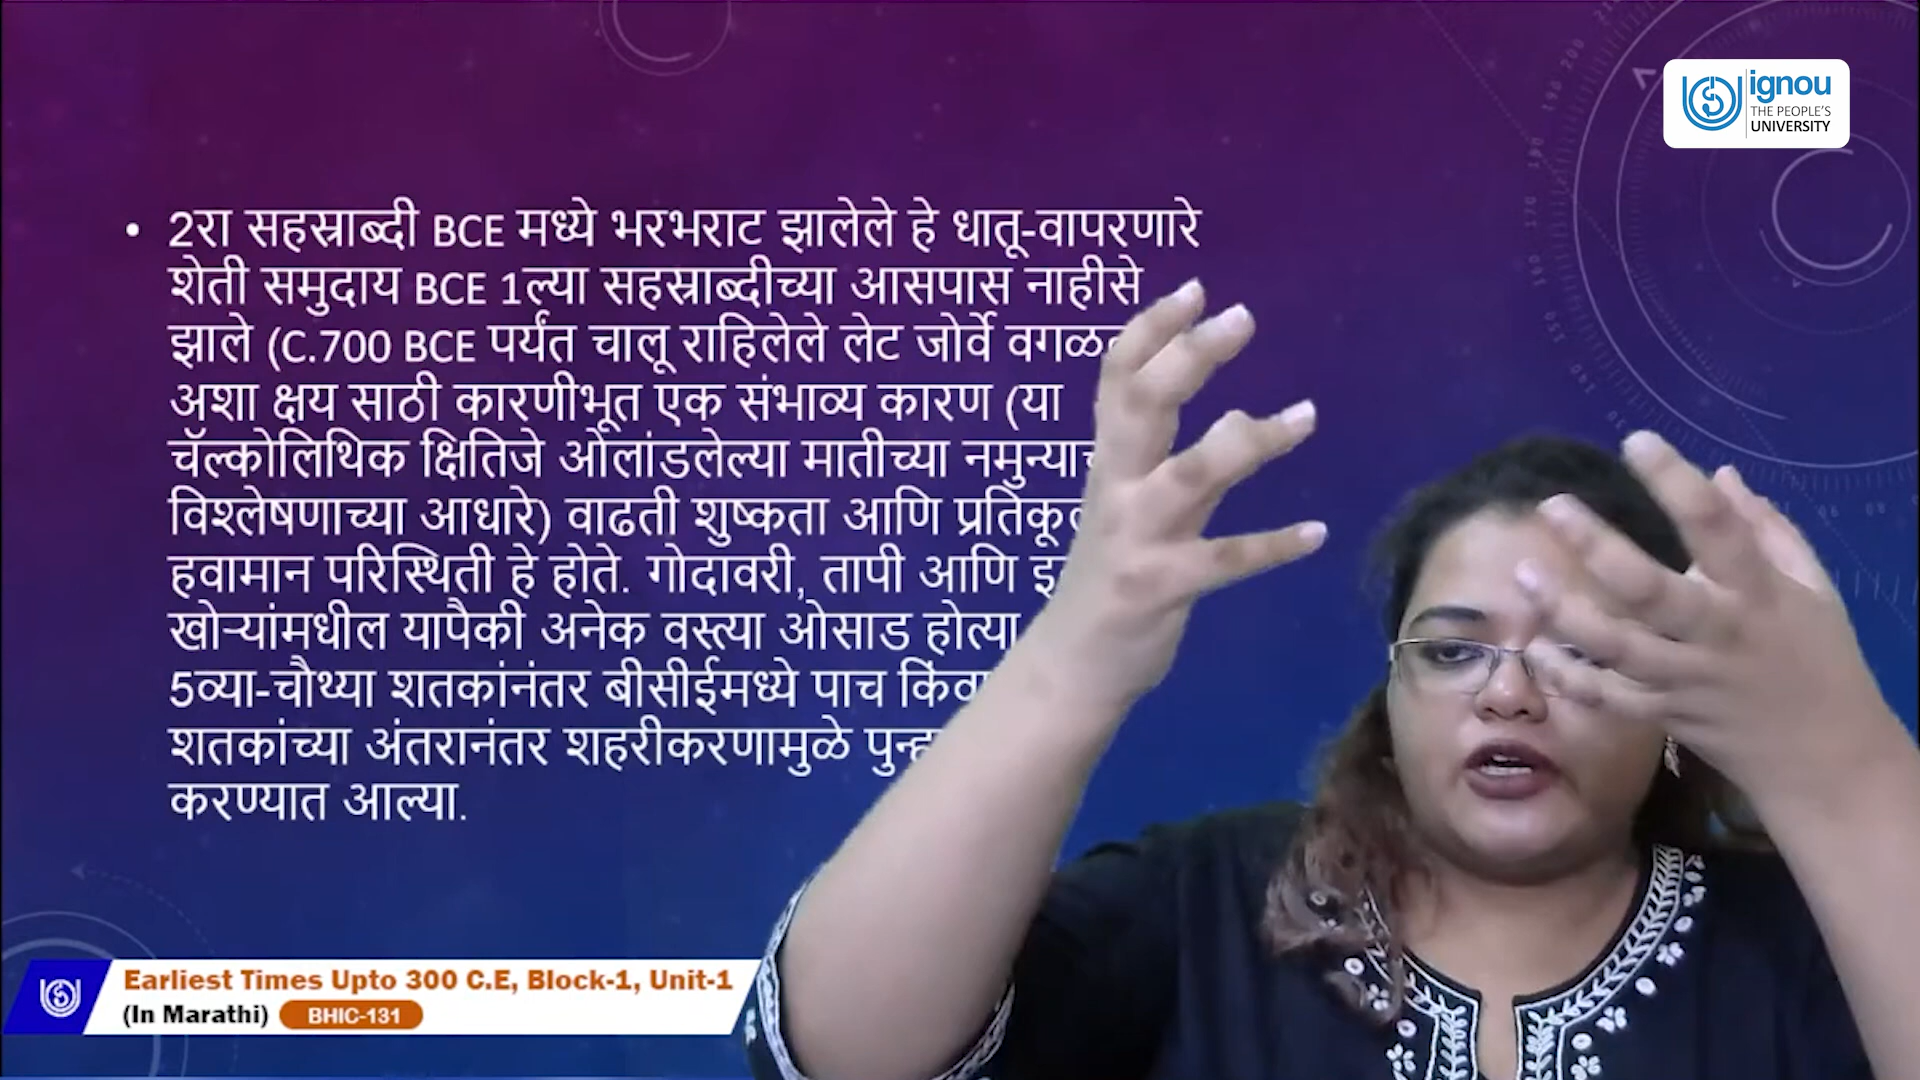 ignou
THE PEOPLE'S
UNIVERSITY
• 2रा सहस्राब्दी BCE मध्ये भरभराट झालेले हे धातू-वापरणारे
शेती समुदाय BCE 1ल्या सहस्राब्दीच्या आसपास नाहीसे
झाले (C.700 BCE पर्यंत चालू राहिलेले लेट जोर्वे
अशा क्षय साठी कारणीभूत एक संभाव्य कारण (या
चॅल्कोलिथिक क्षितिजे ओलांडलेल्या मातीच्या
विश्लेषणाच्या आधारे) वाढती शुष्कता आणि
हवामान परिस्थिती हे होते. गोदावरी, तापी आणि
खोऱ्यांमधील यापैकी अनेक वस्त्या ओसाड होत्या
5व्या-चौथ्या शतकांनंतर बीसीईमध्ये पाच
शतकांच्या अंतरानंतर शहरीकरणामुळे
करण्यात आल्या.
Earliest Times Upto 300 C.E, Block-1, Unit-1
(In Marathi) BHIC-131